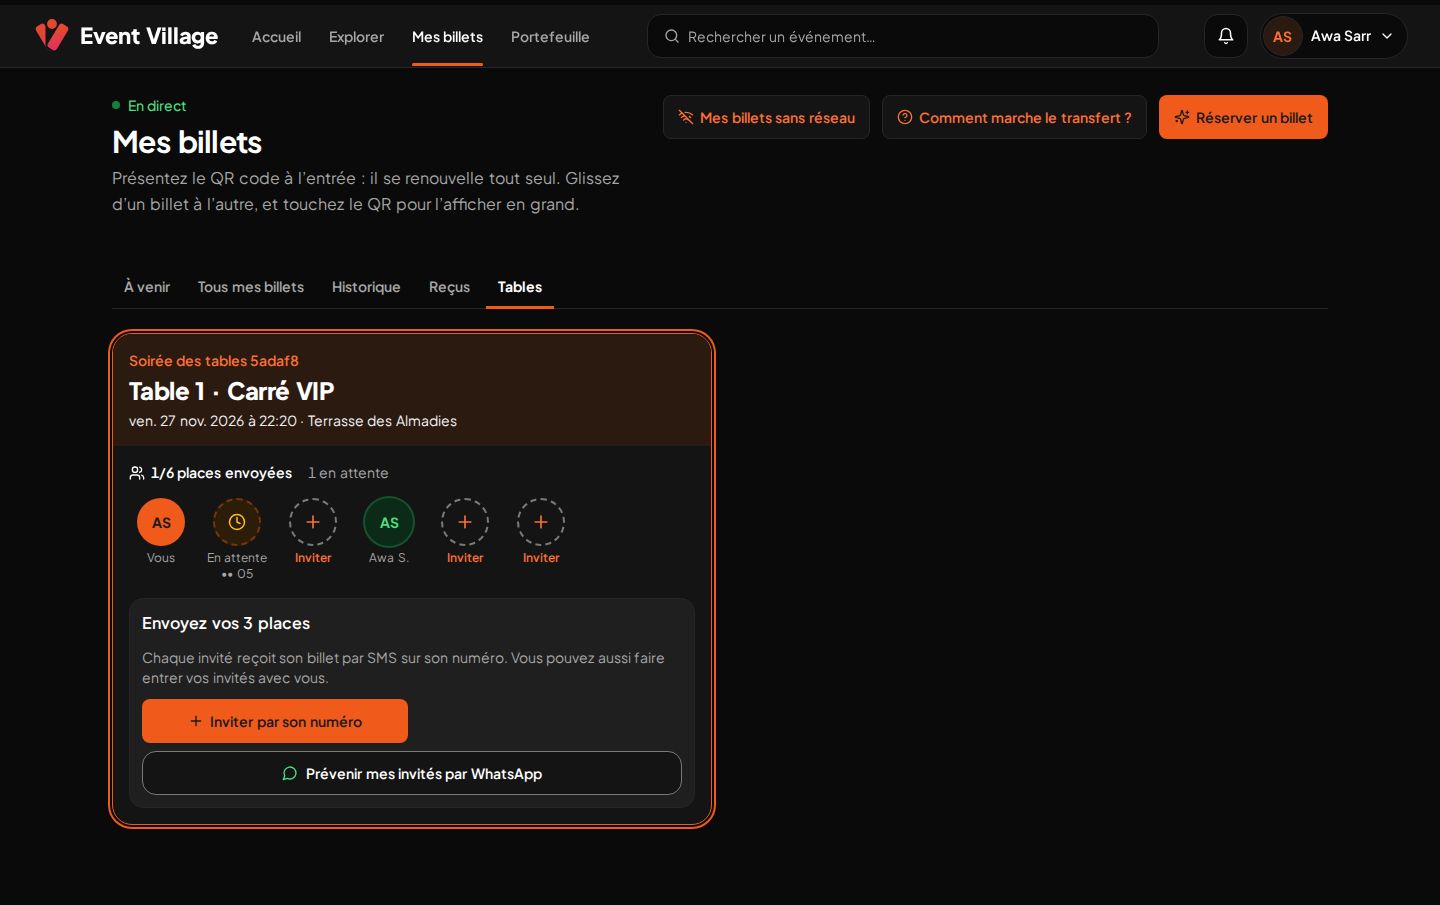 Event Village
Accueil
Explorer
Mes billets
Portefeuille
Rechercher un événement…
AS
Awa Sarr
En direct
Mes billets
Présentez le QR code à l’entrée : il se renouvelle tout seul. Glissez
d’un billet à l’autre, et touchez le QR pour l’afficher en grand.
Mes billets sans réseau
Comment marche le transfert ?
Réserver un billet
À venir
Tous mes billets
Historique
Reçus
Tables
Soirée des tables 5adaf8
Table 1 · Carré VIP
ven. 27 nov. 2026 à 22:20 · Terrasse des Almadies
1/6 places envoyées
1 en attente
AS
Vous
En attente
•• 05
Inviter
AS
Awa S.
Inviter
Inviter
Envoyez vos 3 places
Chaque invité reçoit son billet par SMS sur son numéro. Vous pouvez aussi faire
entrer vos invités avec vous.
Inviter par son numéro
Prévenir mes invités par WhatsApp